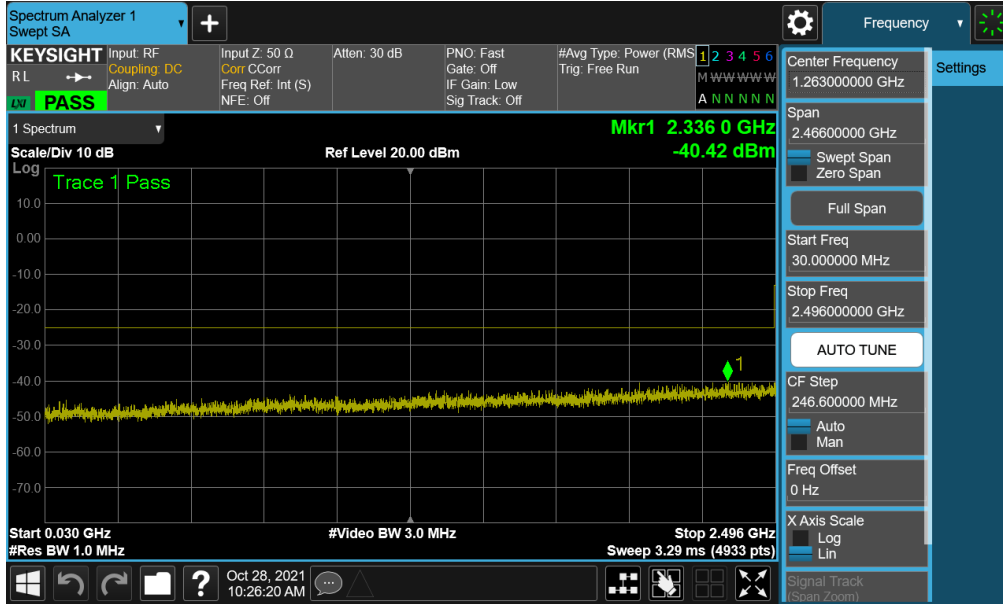 Spectrum Analyzer 1
Swept SA
Frequency
KEYSIGHT
R L
LXI PASS
Input: RF
Coupling: DC
Align: Auto
Input Z: 50 Ω
Corr CCorr
Freq Ref: Int (S)
NFE: Off
Atten: 30 dB
PNO: Fast
Gate: Off
IF Gain: Low
Sig Track: Off
#Avg Type: Power (RMS
Trig: Free Run
1 2 3 4 5 6
M W W W W W
A N N N N N
1 Spectrum
Mkr1 2.336 0 GHz
Scale/Div 10 dB
Ref Level 20.00 dBm
-40.42 dBm
Log
Trace 1 Pass
10.0
0.00
-10.0
-20.0
-30.0
1
-40.0
-50.0
-60.0
-70.0
Start 0.030 GHz
#Video BW 3.0 MHz
Stop 2.496 GHz
#Res BW 1.0 MHz
Sweep 3.29 ms (4933 pts)
Center Frequency
1.263000000 GHz
Settings
Span
2.46600000 GHz
Swept Span
Zero Span
Full Span
Start Freq
30.000000 MHz
Stop Freq
2.496000000 GHz
AUTO TUNE
CF Step
246.600000 MHz
Auto
Man
Freq Offset
0 Hz
X Axis Scale
Log
Lin
Signal Track
(Span Zoom)
?
Oct 28, 2021
10:26:20 AM